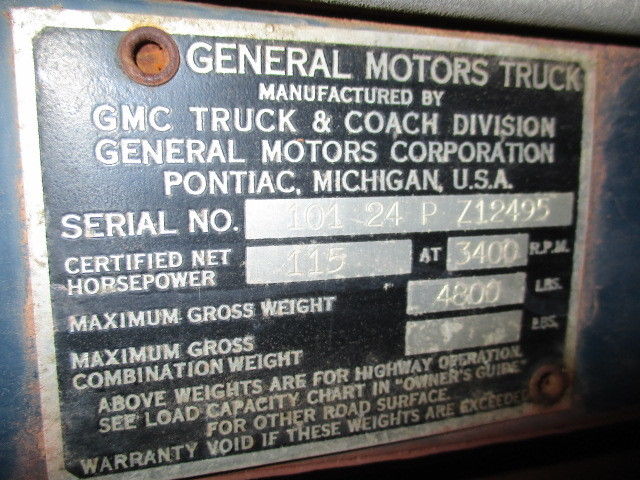 GENERAL MOTORS TRUCK
MANUFACTURED BY
GMC TRUCK & COACH DIVISION
GENERAL MOTORS CORPORATION
PONTIAC, MICHIGAN, U.S.A.
SERIAL NO. 101 24 P Z12495
CERTIFIED NET HORSEPOWER 115 AT 3400 R.P.M.
MAXIMUM GROSS WEIGHT 4800 LBS.
MAXIMUM GROSS COMBINATION WEIGHT LBS.
ABOVE WEIGHTS ARE FOR HIGHWAY OPERATION.
SEE LOAD CAPACITY CHART IN "OWNER'S GUIDE"
FOR OTHER ROAD SURFACE.
WARRANTY VOID IF THESE WEIGHTS ARE EXCEEDED